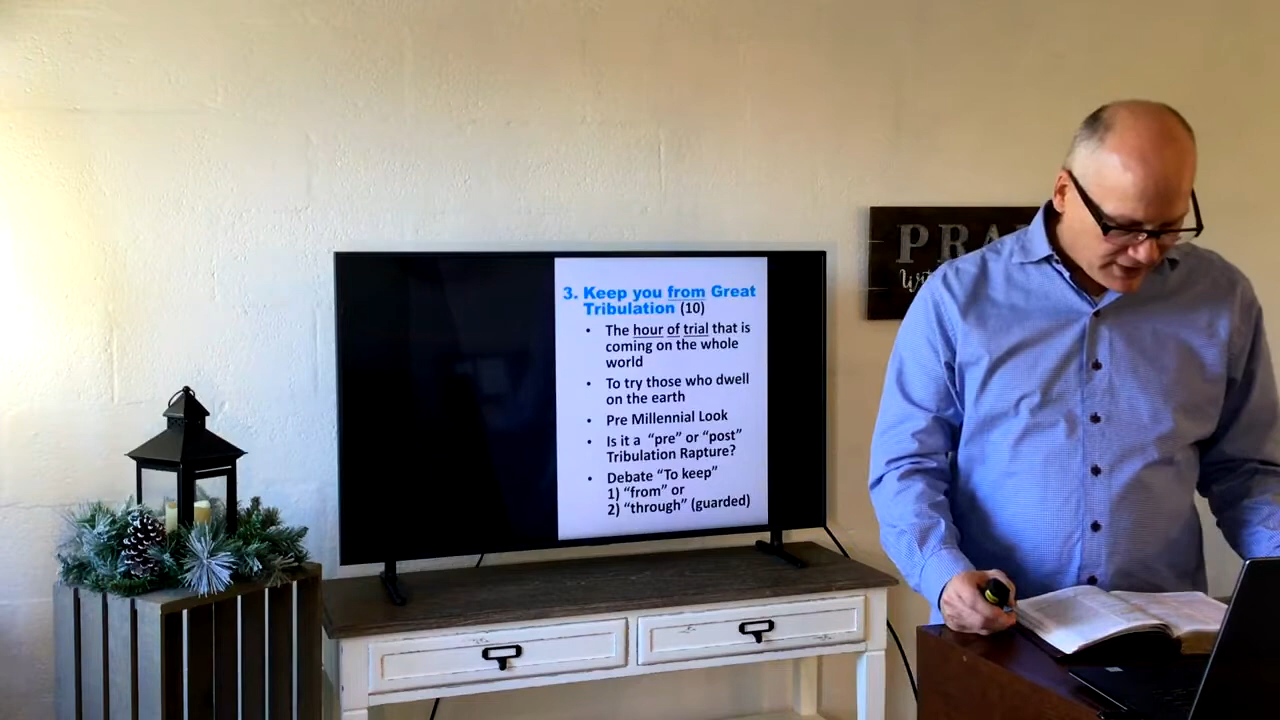 3. Keep you from Great
Tribulation (10)
• The hour of trial that is
coming on the whole
world
• To try those who dwell
on the earth
• Pre Millennial Look
• Is it a “pre” or “post”
Tribulation Rapture?
• Debate “To keep”
1) “from” or
2) “through” (guarded)